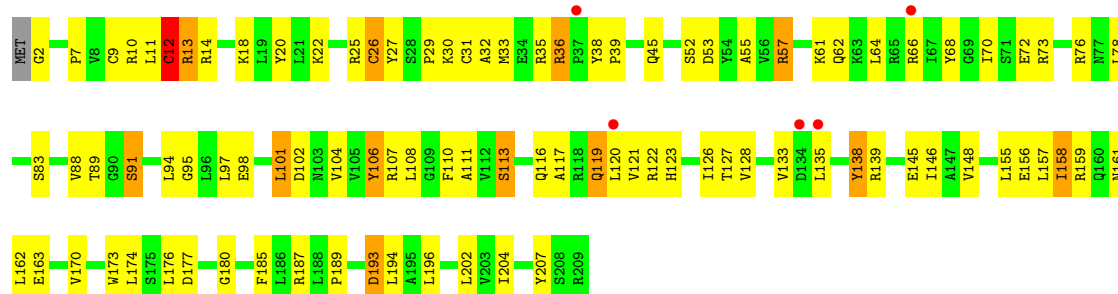 MET G2 P7 V8 C9 R10 L11 C12 R13 R14 K18 L19 Y20 L21 K22 R25 C26 Y27 S28 P29 K30 C31 A32 M33 E34 R35 R36 P37 Y38 P39 Q45 S52 D53 Y54 A55 V56 R57 K61 Q62 K63 L64 R65 R66 I67 Y68 G69 I70 S71 E72 R73 R76 N77 L78
S83 V88 T89 G90 S91 L94 G95 L96 L97 E98 L101 D102 N103 V104 V105 Y106 R107 L108 G109 F110 A111 V112 S113 Q116 A117 R118 Q119 L120 V121 R122 H123 I126 T127 V128 V133 D134 L135 Y138 R139 E145 I146 A147 V148 L155 E156 L157 I158 R159 Q160 N161
L162 E163 V170 W173 L174 S175 L176 D177 G180 F185 L186 R187 L188 P189 D193 L194 A195 L196 L202 V203 I204 Y207 S208 R209